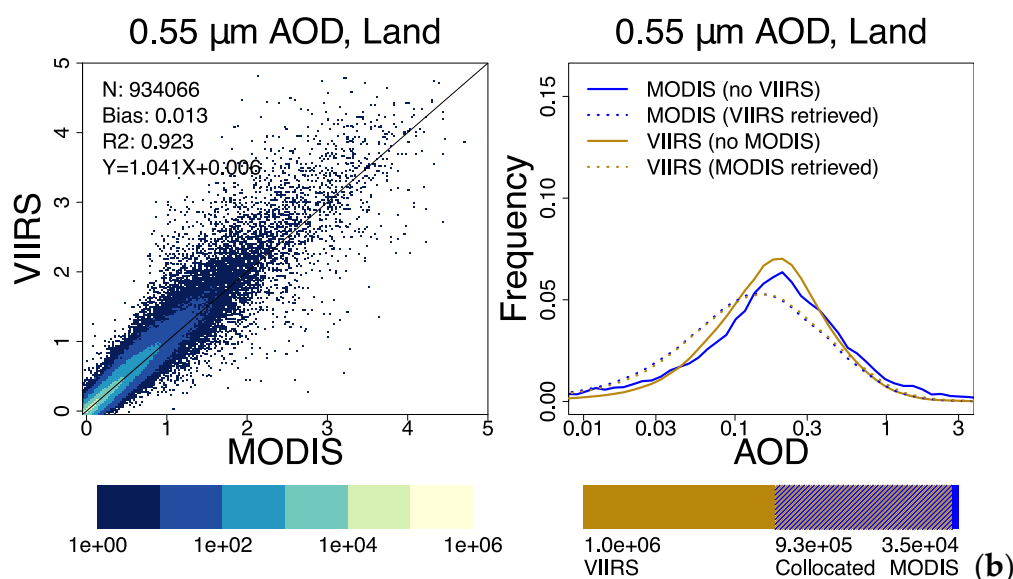 0.55 µm AOD, Land
5
4
3
2
1
0
VIIRS
N: 934066
Bias: 0.013
R2: 0.923
Y=1.041X+0.006
0 1 2 3 4 5
MODIS
1e+00 1e+02 1e+04 1e+06
0.55 µm AOD, Land
0.15
0.10
0.05
0.00
Frequency
MODIS (no VIIRS)
MODIS (VIIRS retrieved)
VIIRS (no MODIS)
VIIRS (MODIS retrieved)
0.01 0.03 0.1 0.3 1 3
AOD
1.0e+06 9.3e+05 3.5e+04
VIIRS Collocated MODIS
(b)